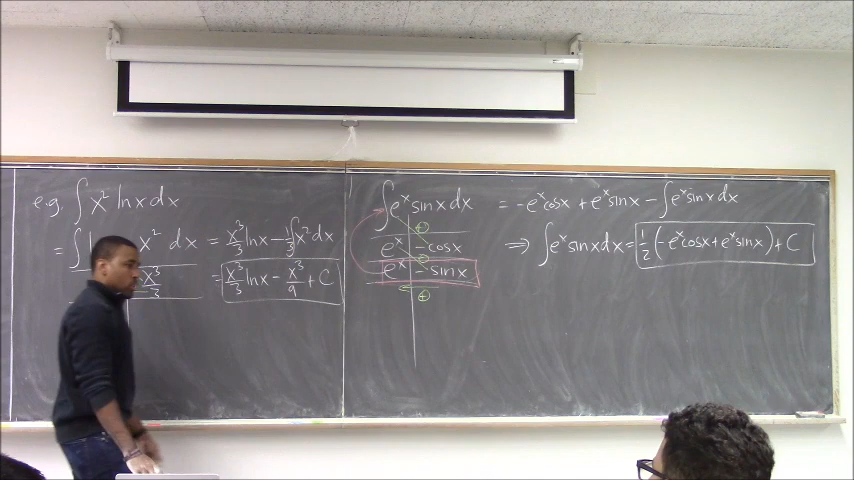 e.g. ∫ x² ln x dx
= ∫ x² dx = x³/3 ln x − 1/3 ∫ x² dx
x³/3 = x³/3 ln x − x³/9 + C
∫ eˣ sin x dx = −eˣ cos x + eˣ sin x − ∫ eˣ sin x dx
eˣ − cos x ⇒ ∫ eˣ sin x dx = 1/2 (−eˣ cos x + eˣ sin x) + C
eˣ − sin x
+